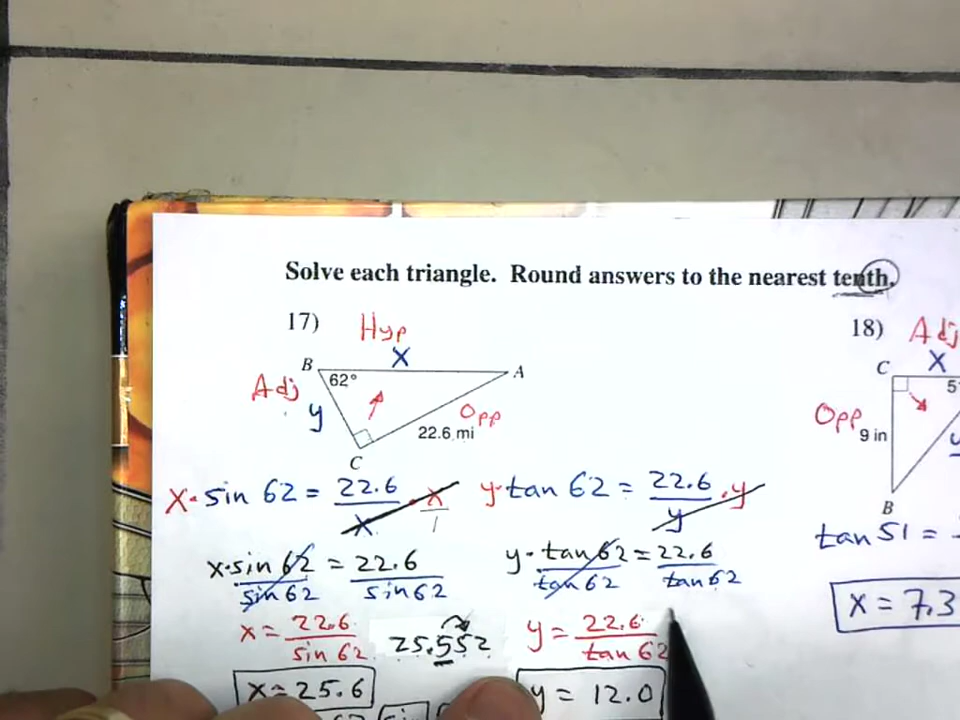 Solve each triangle. Round answers to the nearest tenth.
17) Hyp
B X A
62°
Adj y Opp
22.6 mi
C
x · sin 62 = 22.6/x · x/1
y · tan 62 = 22.6/y · y
x · sin 62/sin 62 = 22.6/sin 62
y · tan 62/tan 62 = 22.6/tan 62
x = 22.6/sin 62 25.552
y = 22.6/tan 62
x = 25.6
y = 12.0
18) Adj
C X
Opp
9 in
B
tan 51 =
x = 7.3